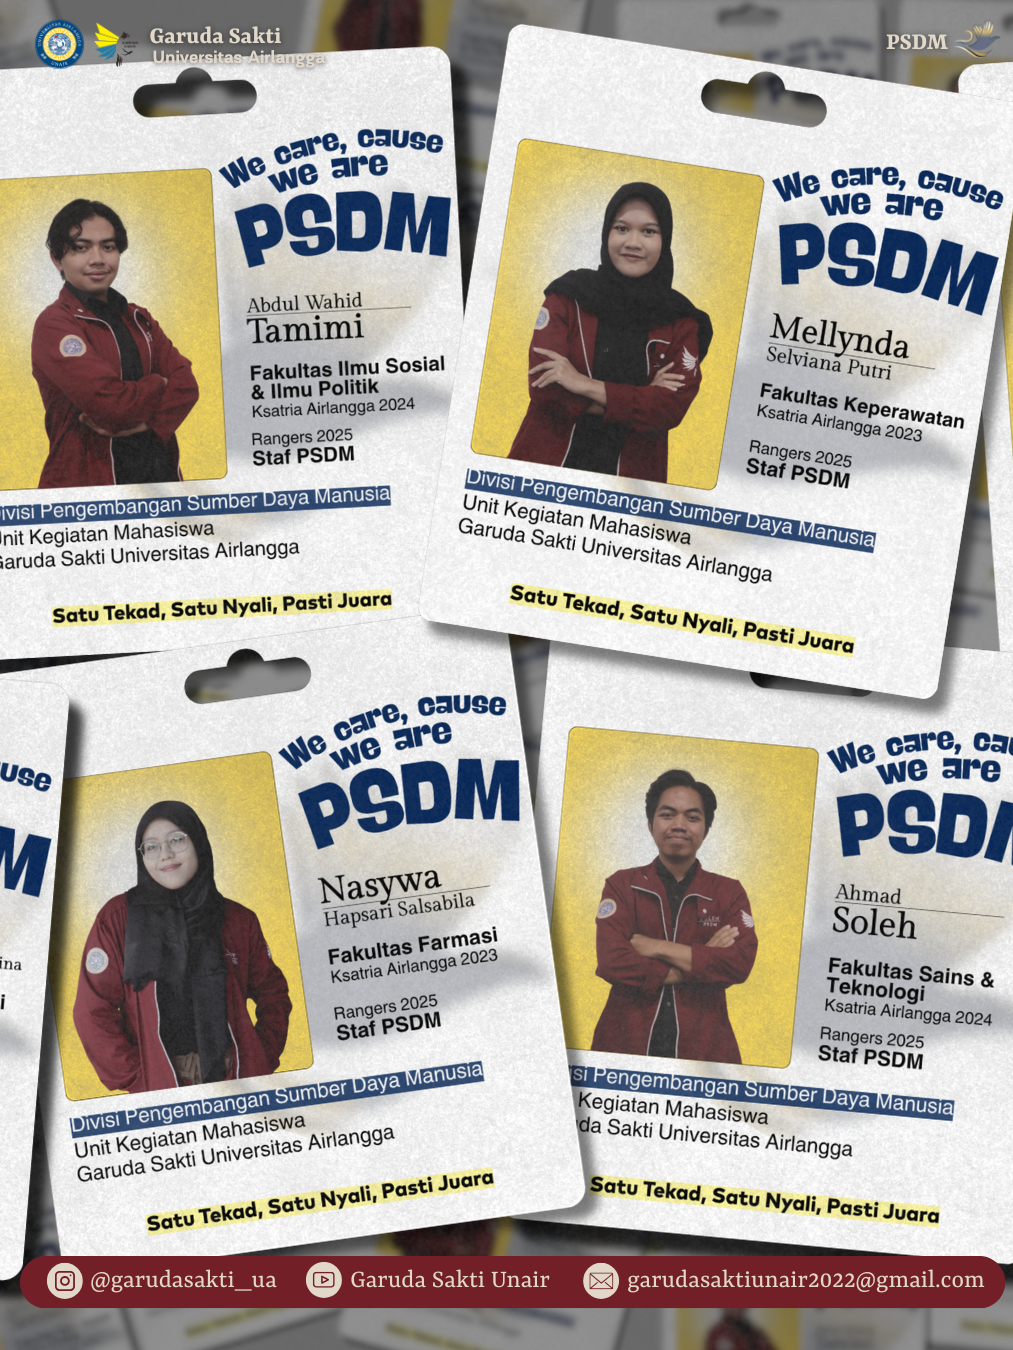 Garuda Sakti
Universitas Airlangga
PSDM
We care, cause
we are
PSDM
Abdul Wahid
Tamimi
Fakultas Ilmu Sosial
& Ilmu Politik
Ksatria Airlangga 2024
Rangers 2025
Staf PSDM
Divisi Pengembangan Sumber Daya Manusia
Unit Kegiatan Mahasiswa
Garuda Sakti Universitas Airlangga
Satu Tekad, Satu Nyali, Pasti Juara
We care, cause
we are
PSDM
Mellynda
Selviana Putri
Fakultas Keperawatan
Ksatria Airlangga 2023
Rangers 2025
Staf PSDM
Divisi Pengembangan Sumber Daya Manusia
Unit Kegiatan Mahasiswa
Garuda Sakti Universitas Airlangga
Satu Tekad, Satu Nyali, Pasti Juara
We care, cause
we are
PSDM
Nasywa
Hapsari Salsabila
Fakultas Farmasi
Ksatria Airlangga 2023
Rangers 2025
Staf PSDM
Divisi Pengembangan Sumber Daya Manusia
Unit Kegiatan Mahasiswa
Garuda Sakti Universitas Airlangga
Satu Tekad, Satu Nyali, Pasti Juara
We care, cau
we are
PSDM
Ahmad
Soleh
Fakultas Sains &
Teknologi
Ksatria Airlangga 2024
Rangers 2025
Staf PSDM
si Pengembangan Sumber Daya Manusia
Kegiatan Mahasiswa
da Sakti Universitas Airlangga
Satu Tekad, Satu Nyali, Pasti Juara
@garudasakti_ua
Garuda Sakti Unair
garudasaktiunair2022@gmail.com